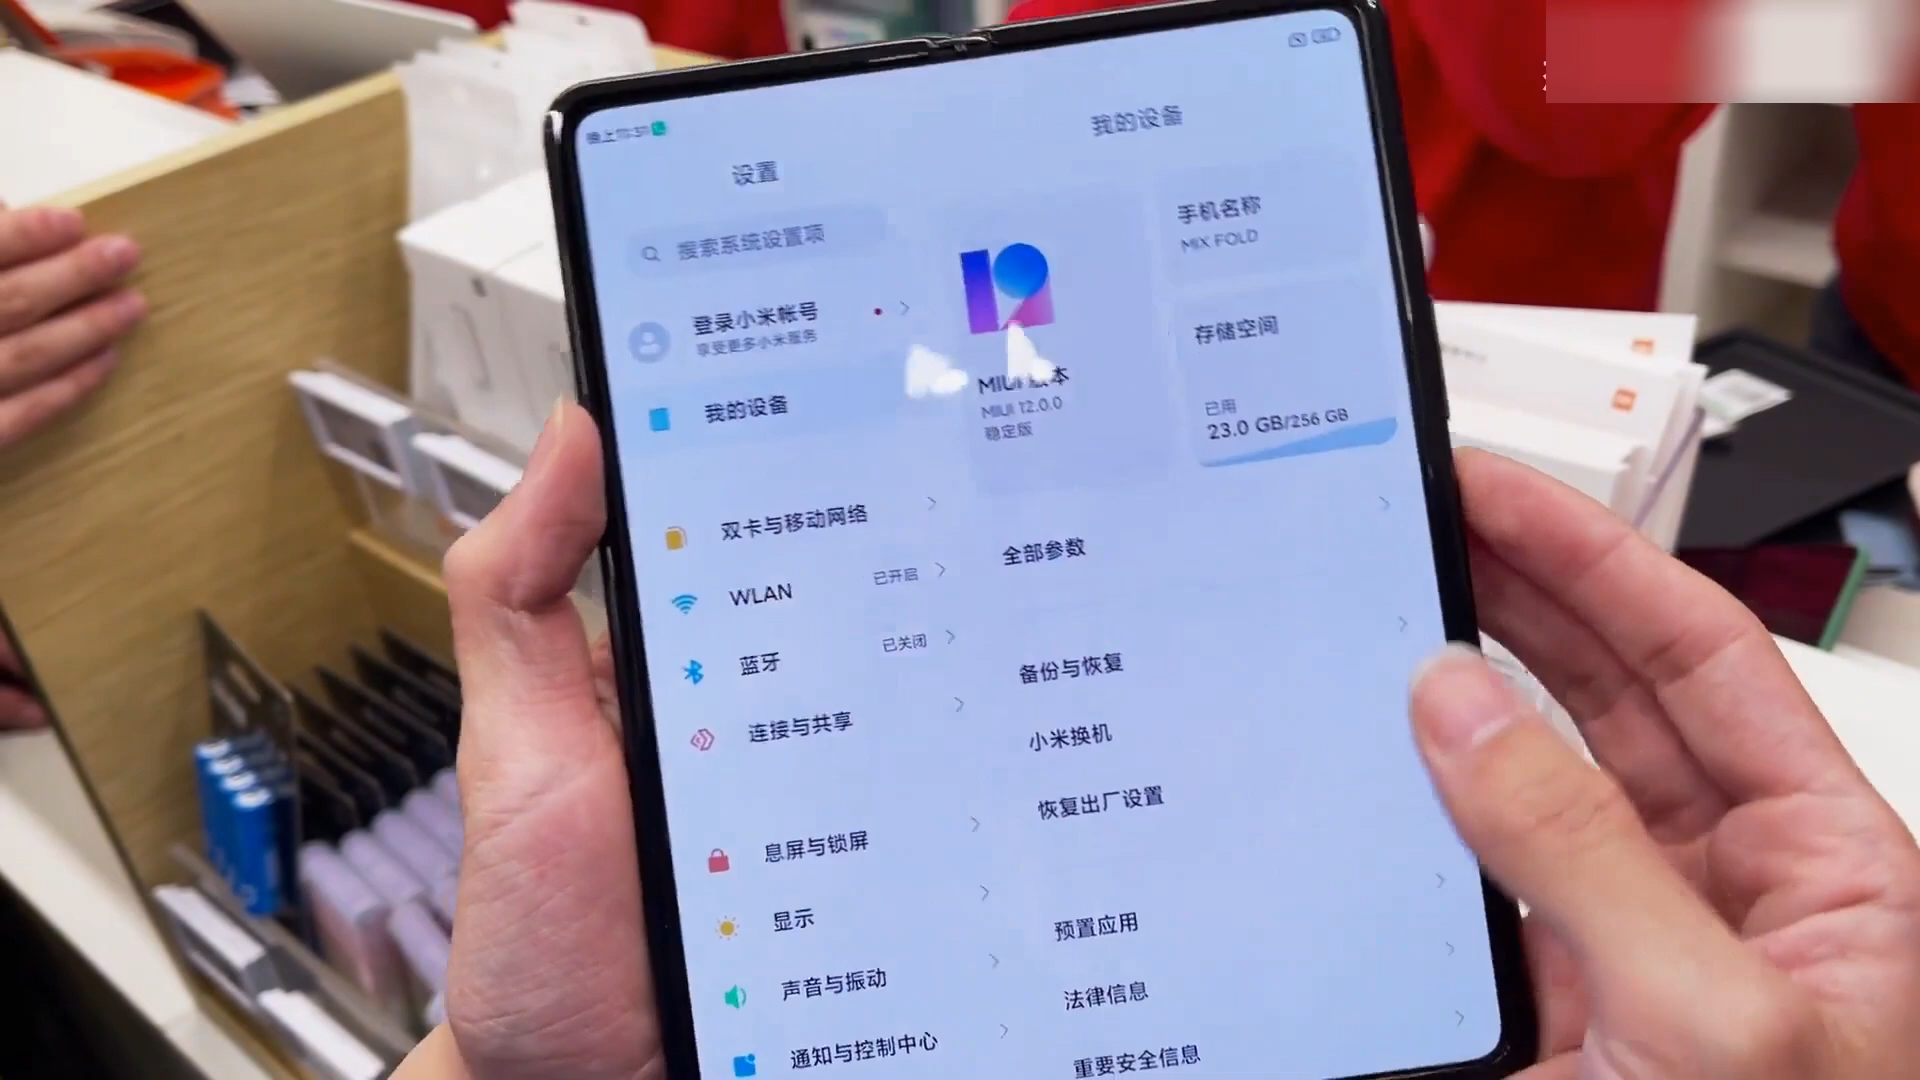 设置
搜索系统设置项
登录小米帐号
享受更多小米服务
我的设备
双卡与移动网络
WLAN
已开启
蓝牙
已关闭
连接与共享
息屏与锁屏
显示
声音与振动
通知与控制中心
我的设备
MIUI 版本
MIUI 12.0.0
稳定版
手机名称
MIX FOLD
存储空间
已用
23.0 GB/256 GB
全部参数
备份与恢复
小米换机
恢复出厂设置
预置应用
法律信息
重要安全信息